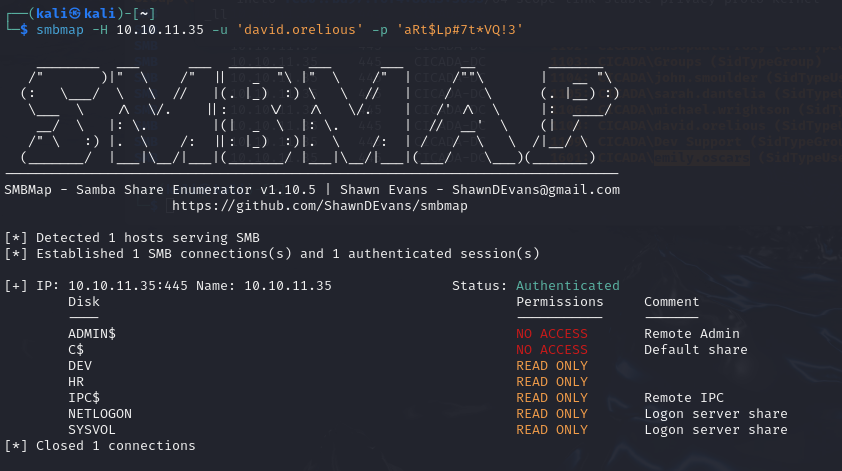 ┌──(kali㉿kali)-[~]
└─$ smbmap -H 10.10.11.35 -u 'david.orelious' -p 'aRt$Lp#7t*VQ!3'
SMBMap - Samba Share Enumerator v1.10.5 | Shawn Evans - ShawnDEvans@gmail.com
https://github.com/ShawnDEvans/smbmap
[*] Detected 1 hosts serving SMB
[*] Established 1 SMB connections(s) and 1 authenticated session(s)
[+] IP: 10.10.11.35:445 Name: 10.10.11.35 Status: Authenticated
Disk Permissions Comment
---- ----------- -------
ADMIN$ NO ACCESS Remote Admin
C$ NO ACCESS Default share
DEV READ ONLY
HR READ ONLY
IPC$ READ ONLY Remote IPC
NETLOGON READ ONLY Logon server share
SYSVOL READ ONLY Logon server share
[*] Closed 1 connections